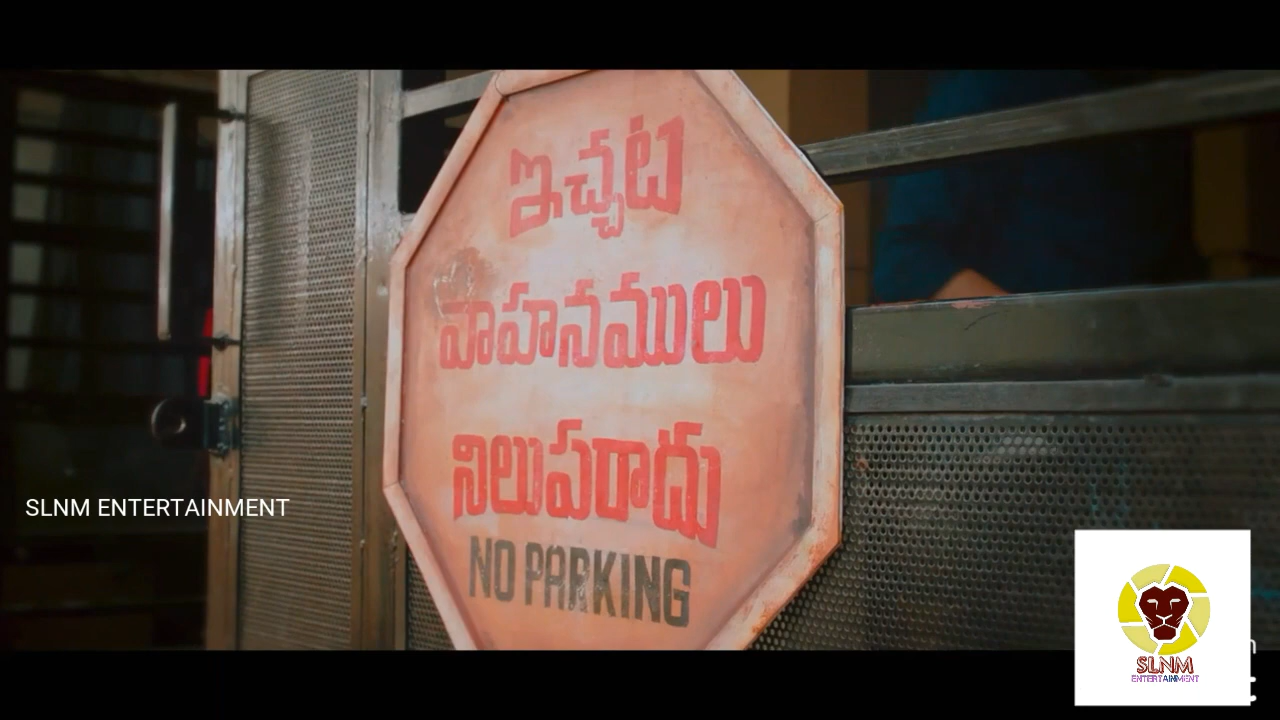 ఇచ్చట
వాహనములు
నిలుపరాదు
NO PARKING
SLNM ENTERTAINMENT
SLNM
ENTERTAINMENT